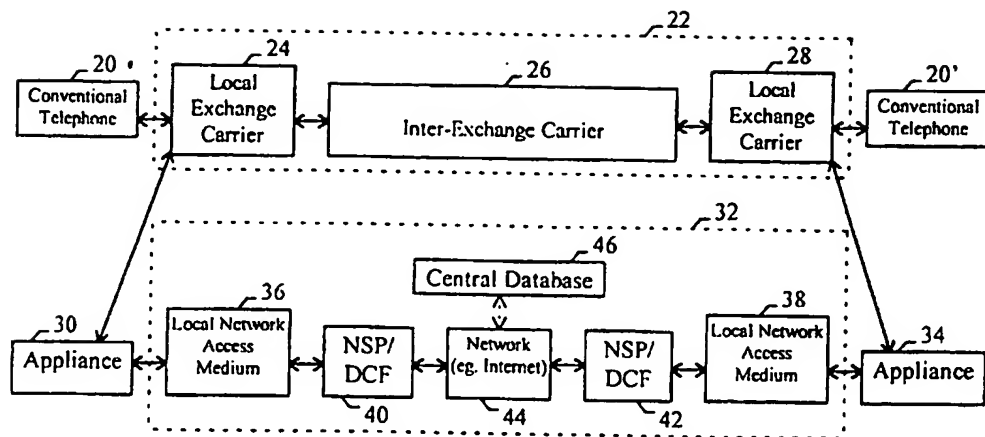 22
20
24
26
28
20'
Conventional
Telephone
Local
Exchange
Carrier
Inter-Exchange Carrier
Local
Exchange
Carrier
Conventional
Telephone
32
46
Central Database
36
38
30
34
Appliance
Local Network
Access
Medium
NSP/
DCF
Network
(eg. Internet)
NSP/
DCF
Local Network
Access
Medium
Appliance
40
44
42